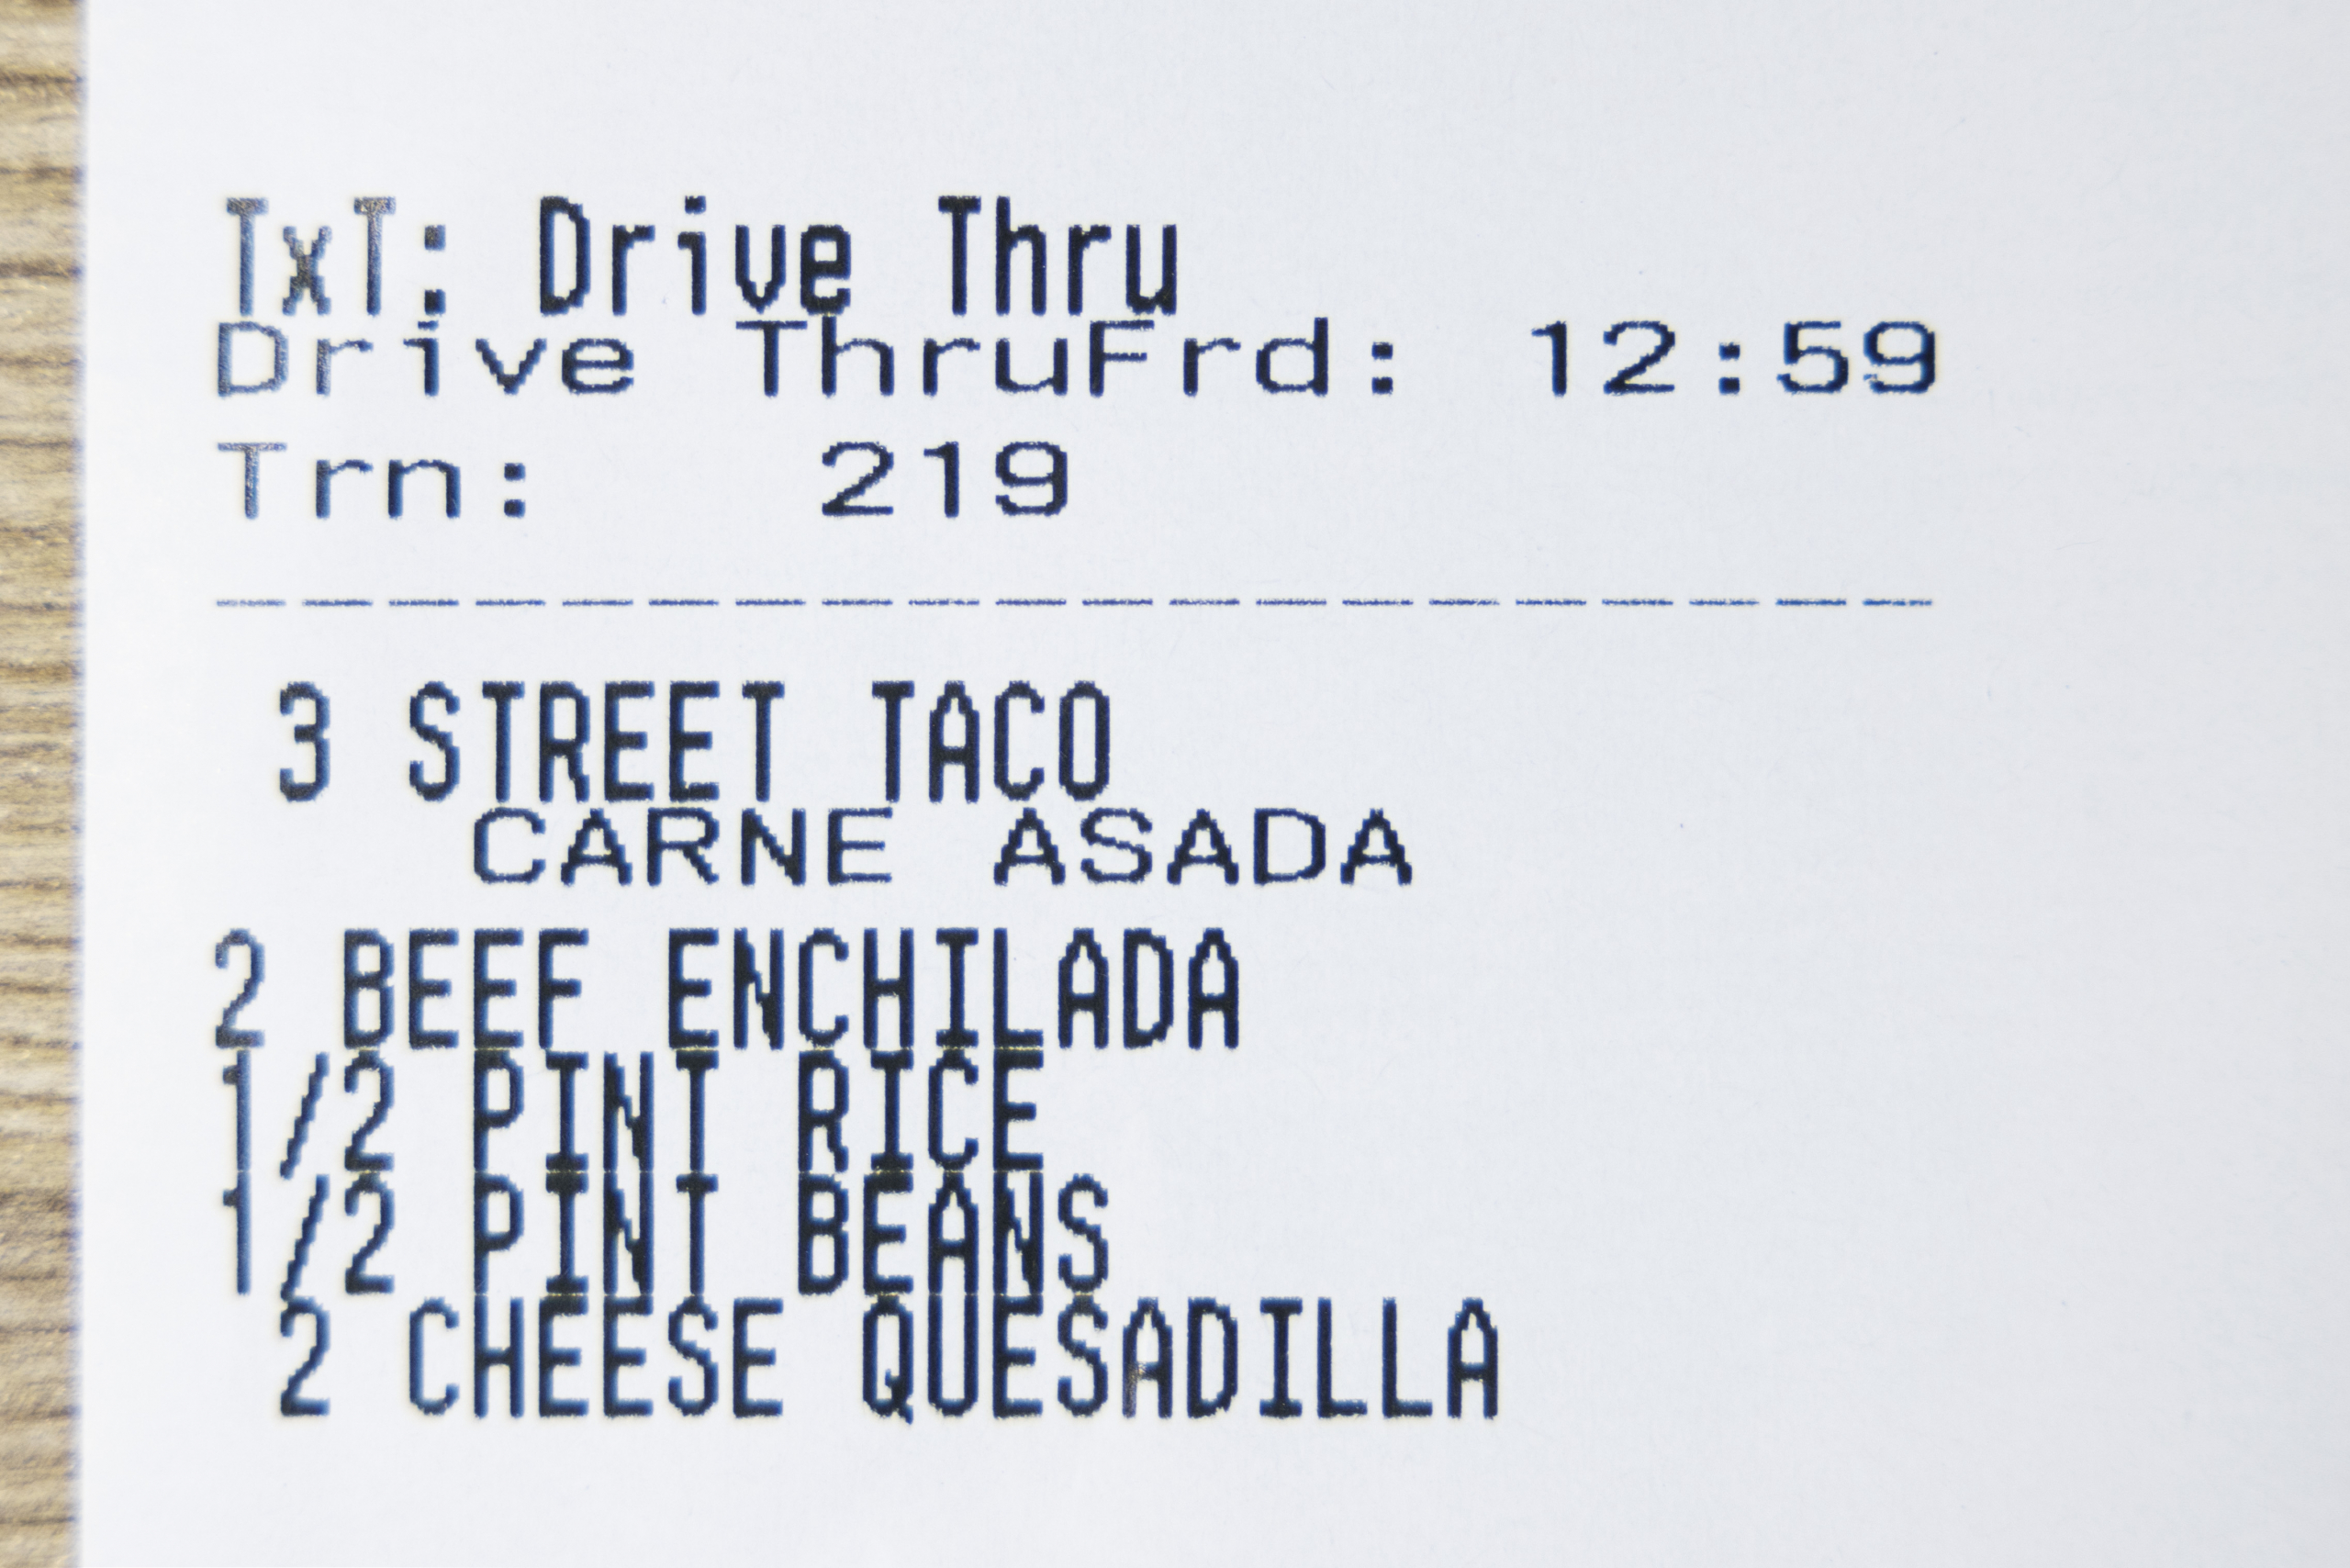 TxT: Drive Thru
Drive ThruFrd: 12:59
Trn: 219
--------------------
3 STREET TACO
CARNE ASADA
2 BEEF ENCHILADA
1/2 PINT RICE
1/2 PINT BEANS
2 CHEESE QUESADILLA